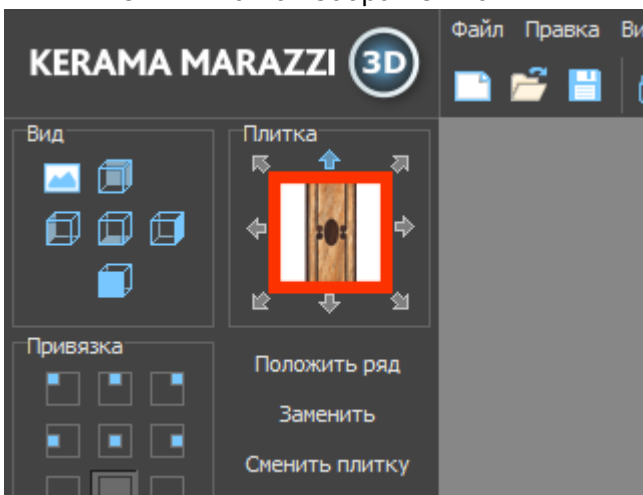 Файл Правка
KERAMA MARAZZI 3D
Вид
Плитка
Привязка
Положить ряд
Заменить
Сменить плитку